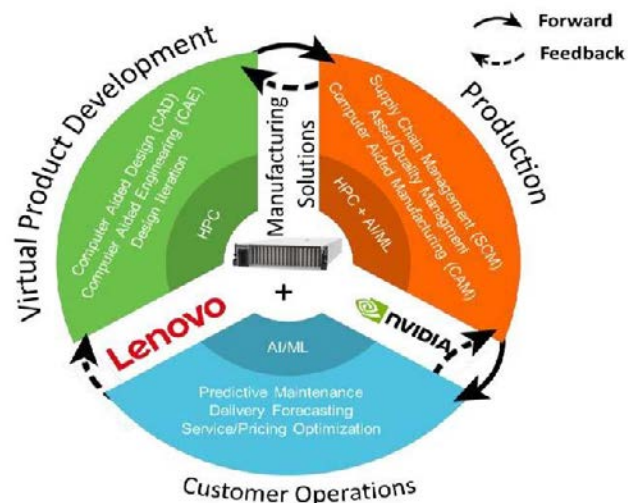 Forward
Feedback
Virtual Product Development
Computer Aided Design (CAD)
Computer Aided Engineering (CAE)
Design Iteration
HPC
Manufacturing
Solutions
Production
Supply Chain Management (SCM)
Asset/Quality Managment
Computer Aided Manufacturing (CAM)
HPC + AI/ML
+
Lenovo
NVIDIA
AI/ML
Predictive Maintenance
Delivery Forecasting
Service/Pricing Optimization
Customer Operations